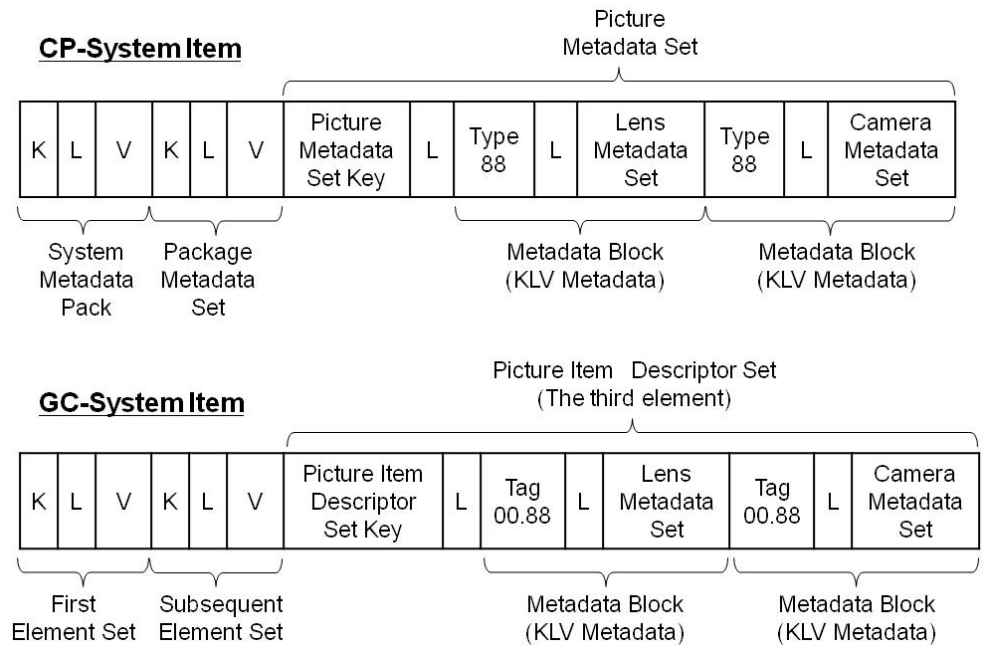 Picture
Metadata Set
CP-System Item
K L V K L V
Picture
Metadata
Set Key
L
Type
88
L
Lens
Metadata
Set
Type
88
L
Camera
Metadata
Set
System
Metadata
Pack
Package
Metadata
Set
Metadata Block
(KLV Metadata)
Metadata Block
(KLV Metadata)
Picture Item Descriptor Set
(The third element)
GC-System Item
K L V K L V
Picture Item
Descriptor
Set Key
L
Tag
00.88
L
Lens
Metadata
Set
Tag
00.88
L
Camera
Metadata
Set
First
Element Set
Subsequent
Element Set
Metadata Block
(KLV Metadata)
Metadata Block
(KLV Metadata)